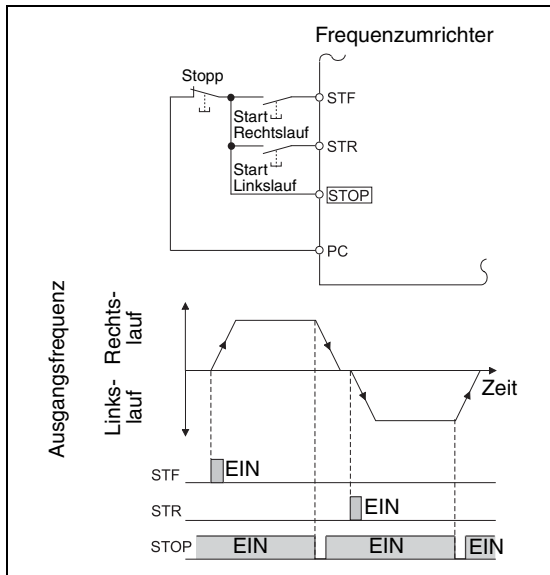 Frequenzumrichter
Stopp
STF
Start
Rechtslauf
STR
Start
Linkslauf
STOP
PC
Ausgangsfrequenz
Rechts-
lauf
Links-
lauf
Zeit
STF
EIN
STR
EIN
STOP
EIN
EIN
EIN